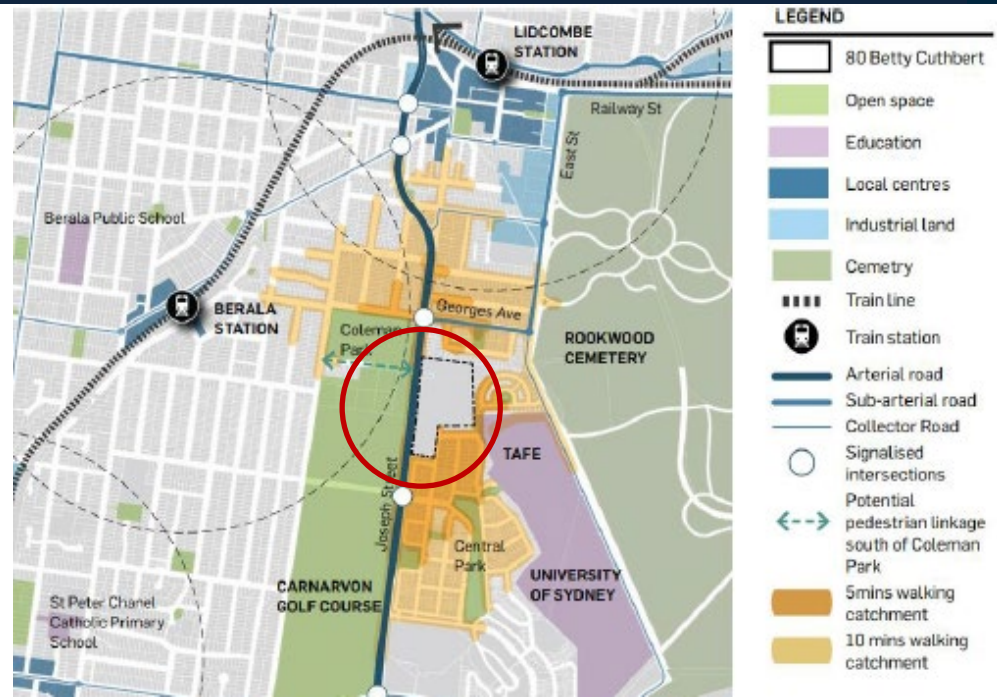 LIDCOMBE
STATION
Railway St
East St
Berala Public School
BERALA
STATION
Georges Ave
Coleman
Park
ROOKWOOD
CEMETERY
TAFE
Joseph Street
Central
Park
CARNARVON
GOLF COURSE
UNIVERSITY
OF SYDNEY
St Peter Chanel
Catholic Primary
School
LEGEND
80 Betty Cuthbert
Open space
Education
Local centres
Industrial land
Cemetry
Train line
Train station
Arterial road
Sub-arterial road
Collector Road
Signalised
intersections
Potential
pedestrian linkage
south of Coleman
Park
5mins walking
catchment
10 mins walking
catchment